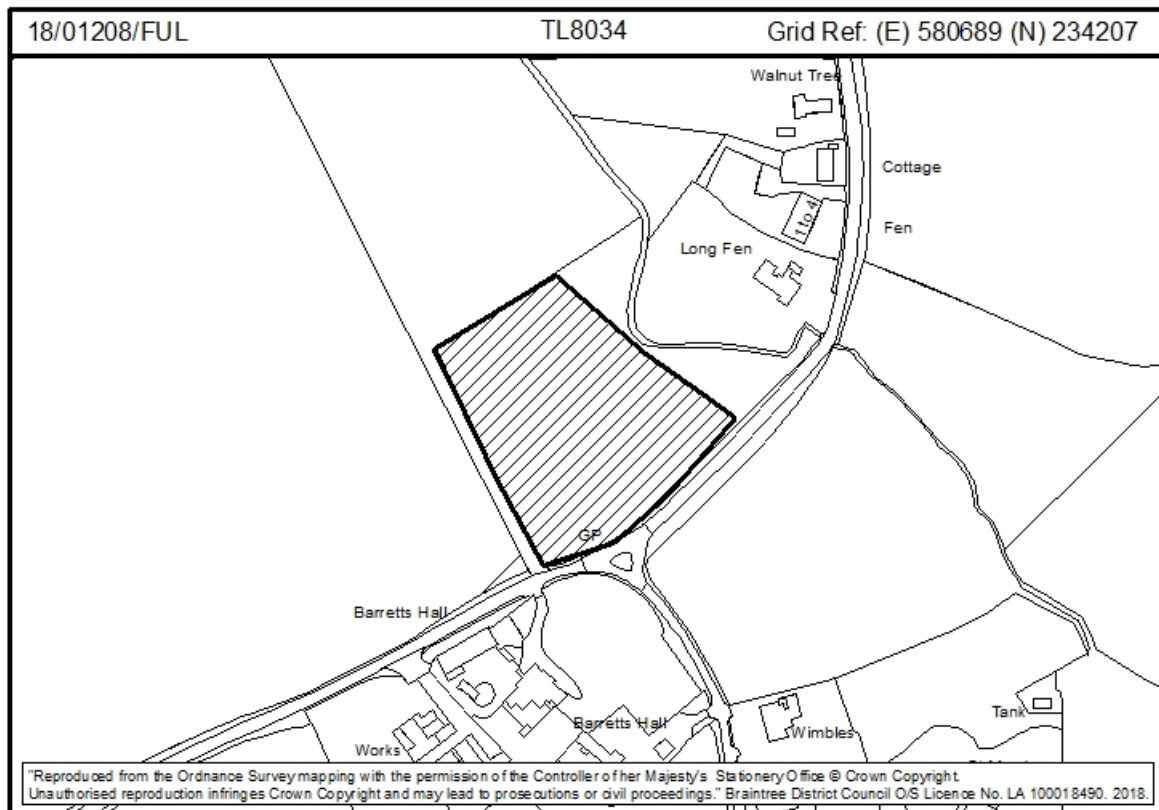 18/01208/FUL TL8034 Grid Ref: (E) 580689 (N) 234207
Walnut Tree
Cottage
1 to 4
Fen
Long Fen
GP
Barretts Hall
Barretts Hall
Tank
Wimbles
Works
"Reproduced from the Ordnance Survey mapping with the permission of the Controller of her Majesty's Stationery Office © Crown Copyright.
Unauthorised reproduction infringes Crown Copyright and may lead to prosecutions or civil proceedings." Braintree District Council O/S Licence No. LA 100018490. 2018.